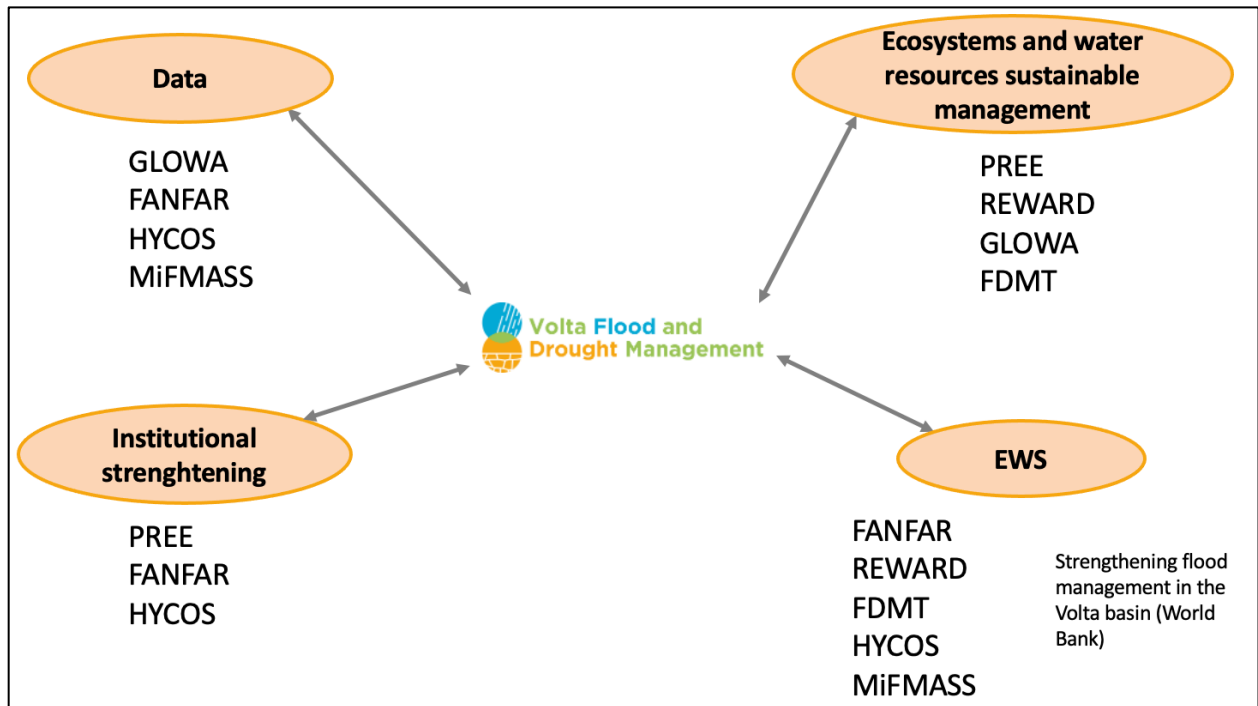 Data
GLOWA
FANFAR
HYCOS
MiFMASS
Ecosystems and water
resources sustainable
management
PREE
REWARD
GLOWA
FDMT
Volta Flood and
Drought Management
Institutional
strenghtening
PREE
FANFAR
HYCOS
EWS
FANFAR
REWARD
FDMT
HYCOS
MiFMASS
Strengthening flood
management in the
Volta basin (World
Bank)